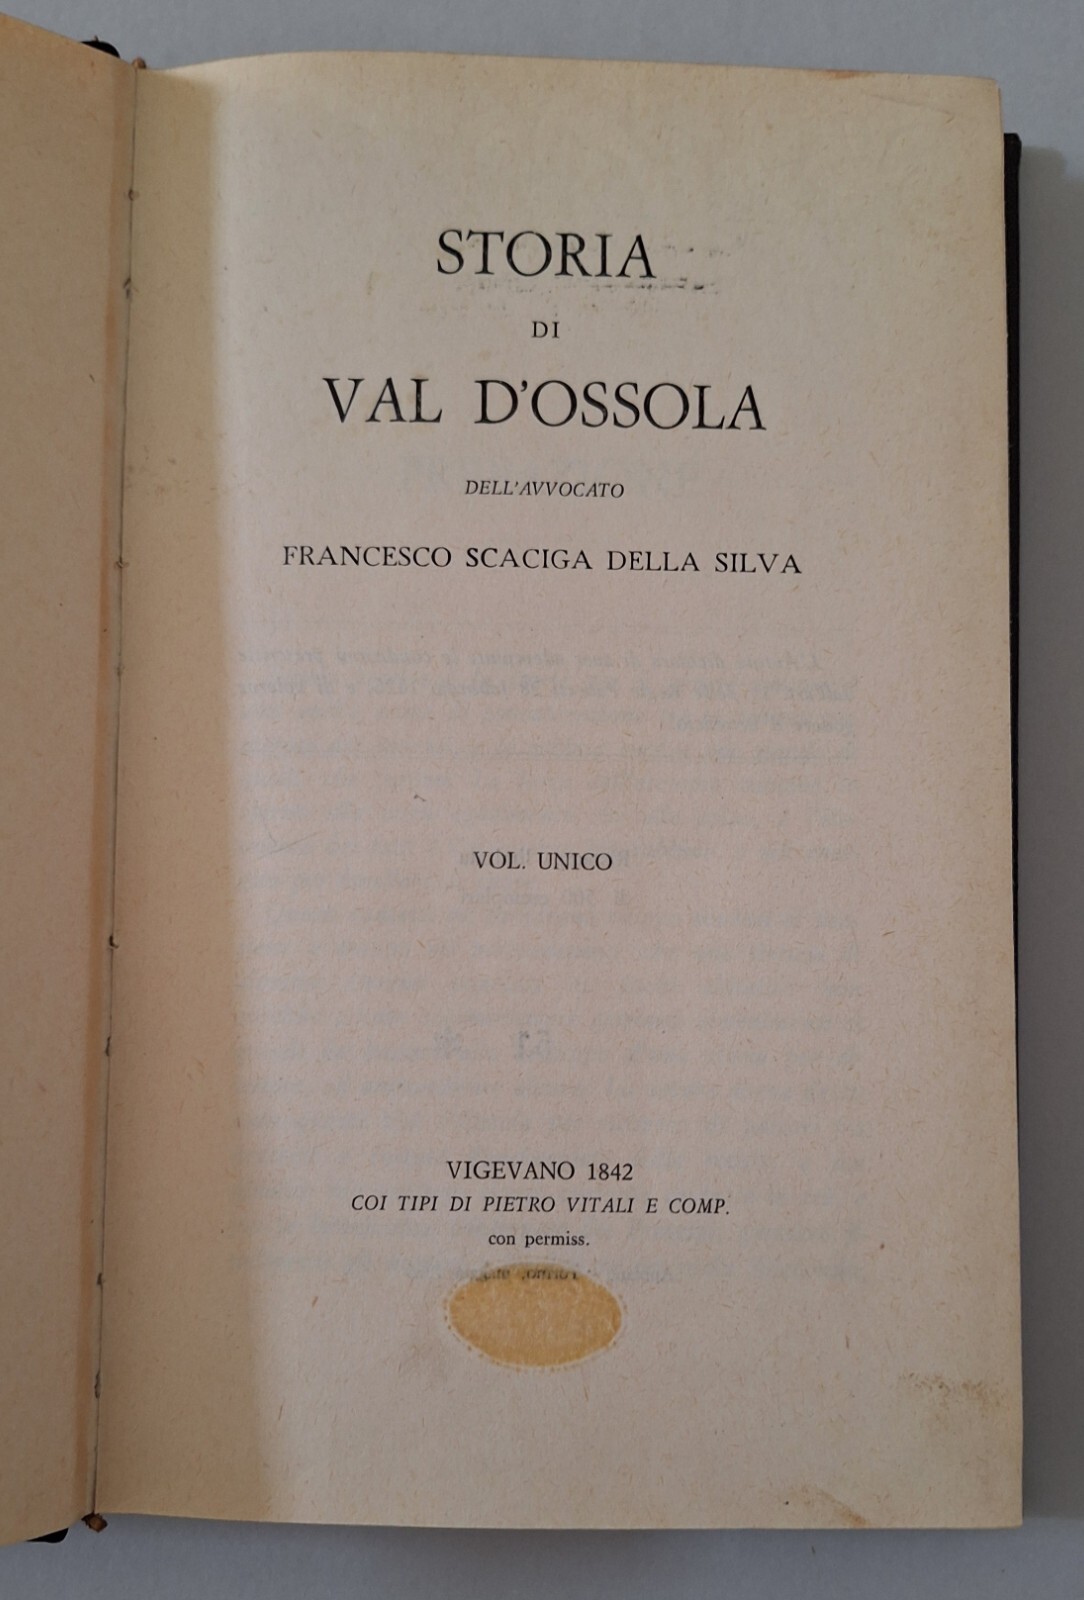 STORIA
DI
VAL D'OSSOLA
DELL'AVVOCATO
FRANCESCO SCACIGA DELLA SILVA
VOL. UNICO
VIGEVANO 1842
COI TIPI DI PIETRO VITALI E COMP.
con permiss.